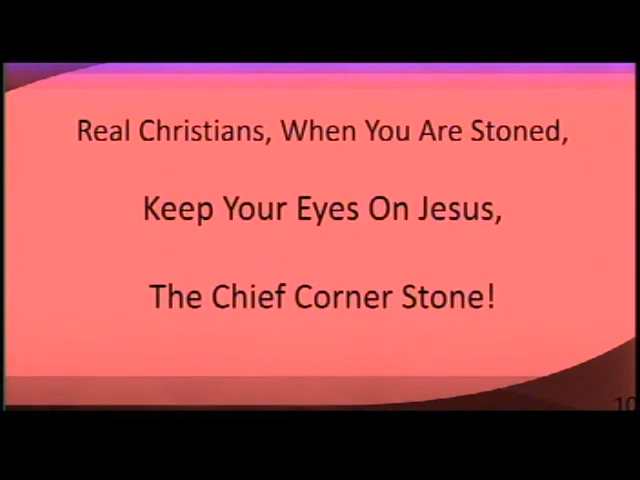 Real Christians, When You Are Stoned,
Keep Your Eyes On Jesus,
The Chief Corner Stone!
10